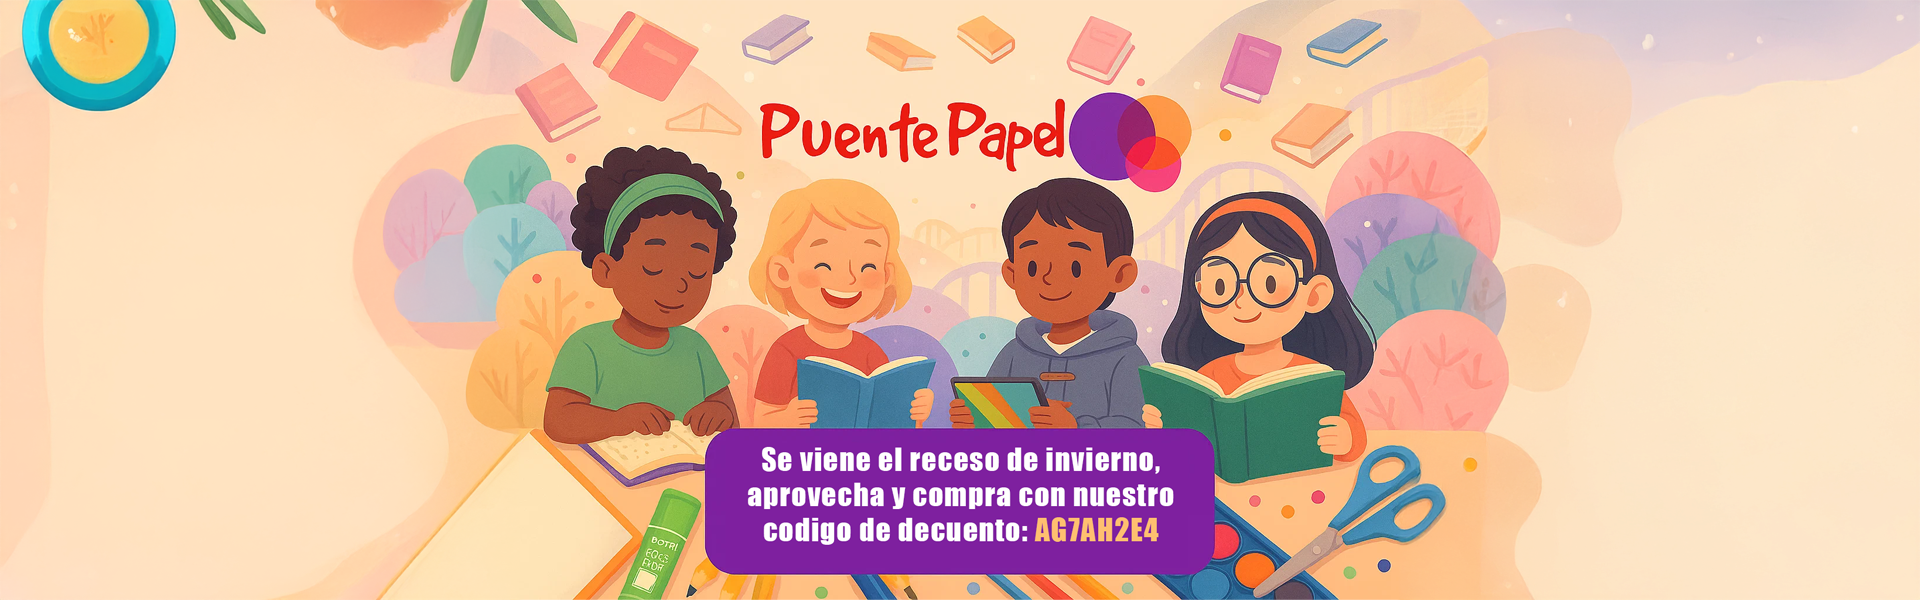 Puente Papel
Se viene el receso de invierno,
aprovecha y compra con nuestro
codigo de decuento: AG7AH2E4